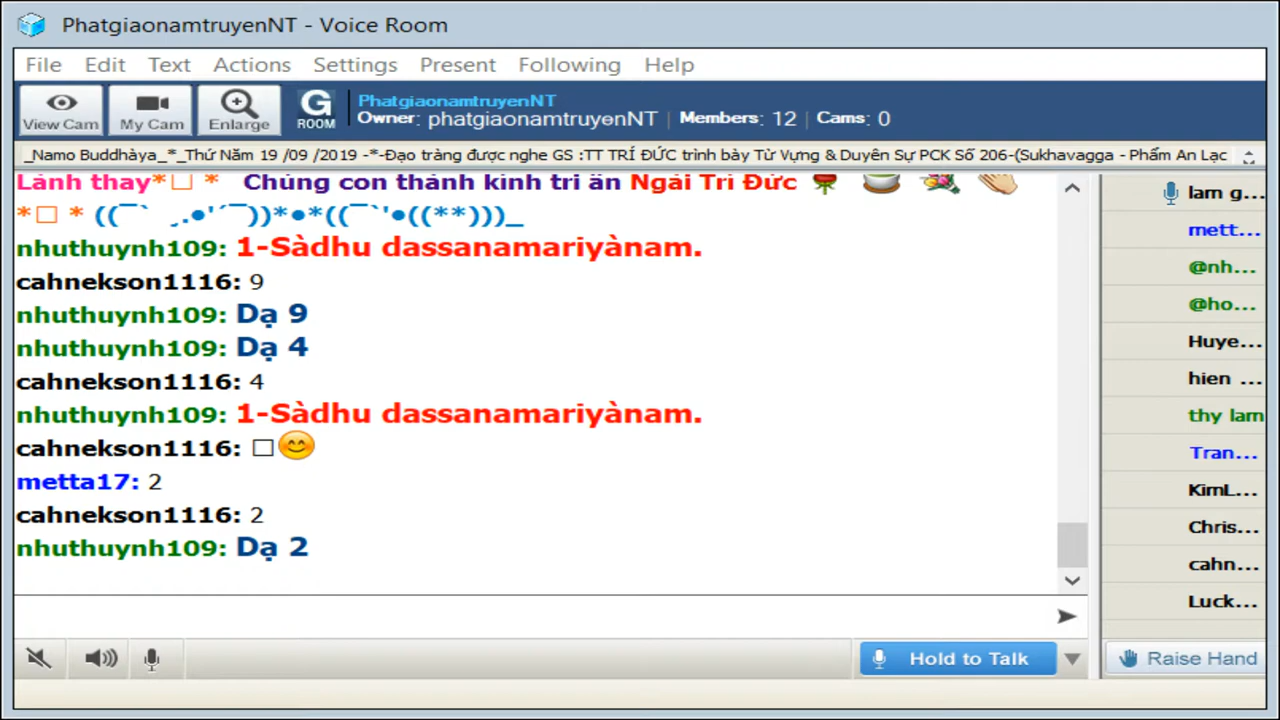 PhatgiaonamtruyenNT - Voice Room
File Edit Text Actions Settings Present Following Help
View Cam My Cam Enlarge G ROOM
PhatgiaonamtruyenNT
Owner: phatgiaonamtruyenNT Members: 12 Cams: 0
_Namo Buddhàya_*_Thứ Năm 19 /09 /2019 -*-Đạo tràng được nghe GS :TT TRÍ ĐỨC trình bày Từ Vựng & Duyên Sự PCK Số 206-(Sukhavagga - Phẩm An Lạc
Lành thay*□ * Chúng con thành kính tri ân Ngài Trí Đức
*□ * ((¯` ¸.●'´¯))*●*((¯`'●((**)))_
nhuthuynh109: 1-Sàdhu dassanamariyànam.
cahnekson1116: 9
nhuthuynh109: Dạ 9
nhuthuynh109: Dạ 4
cahnekson1116: 4
nhuthuynh109: 1-Sàdhu dassanamariyànam.
cahnekson1116: □😊
metta17: 2
cahnekson1116: 2
nhuthuynh109: Dạ 2
lam g...
mett...
@nh...
@ho...
Huye...
hien ...
thy lam
Tran...
KimL...
Chris...
cahn...
Luck...
Hold to Talk
Raise Hand